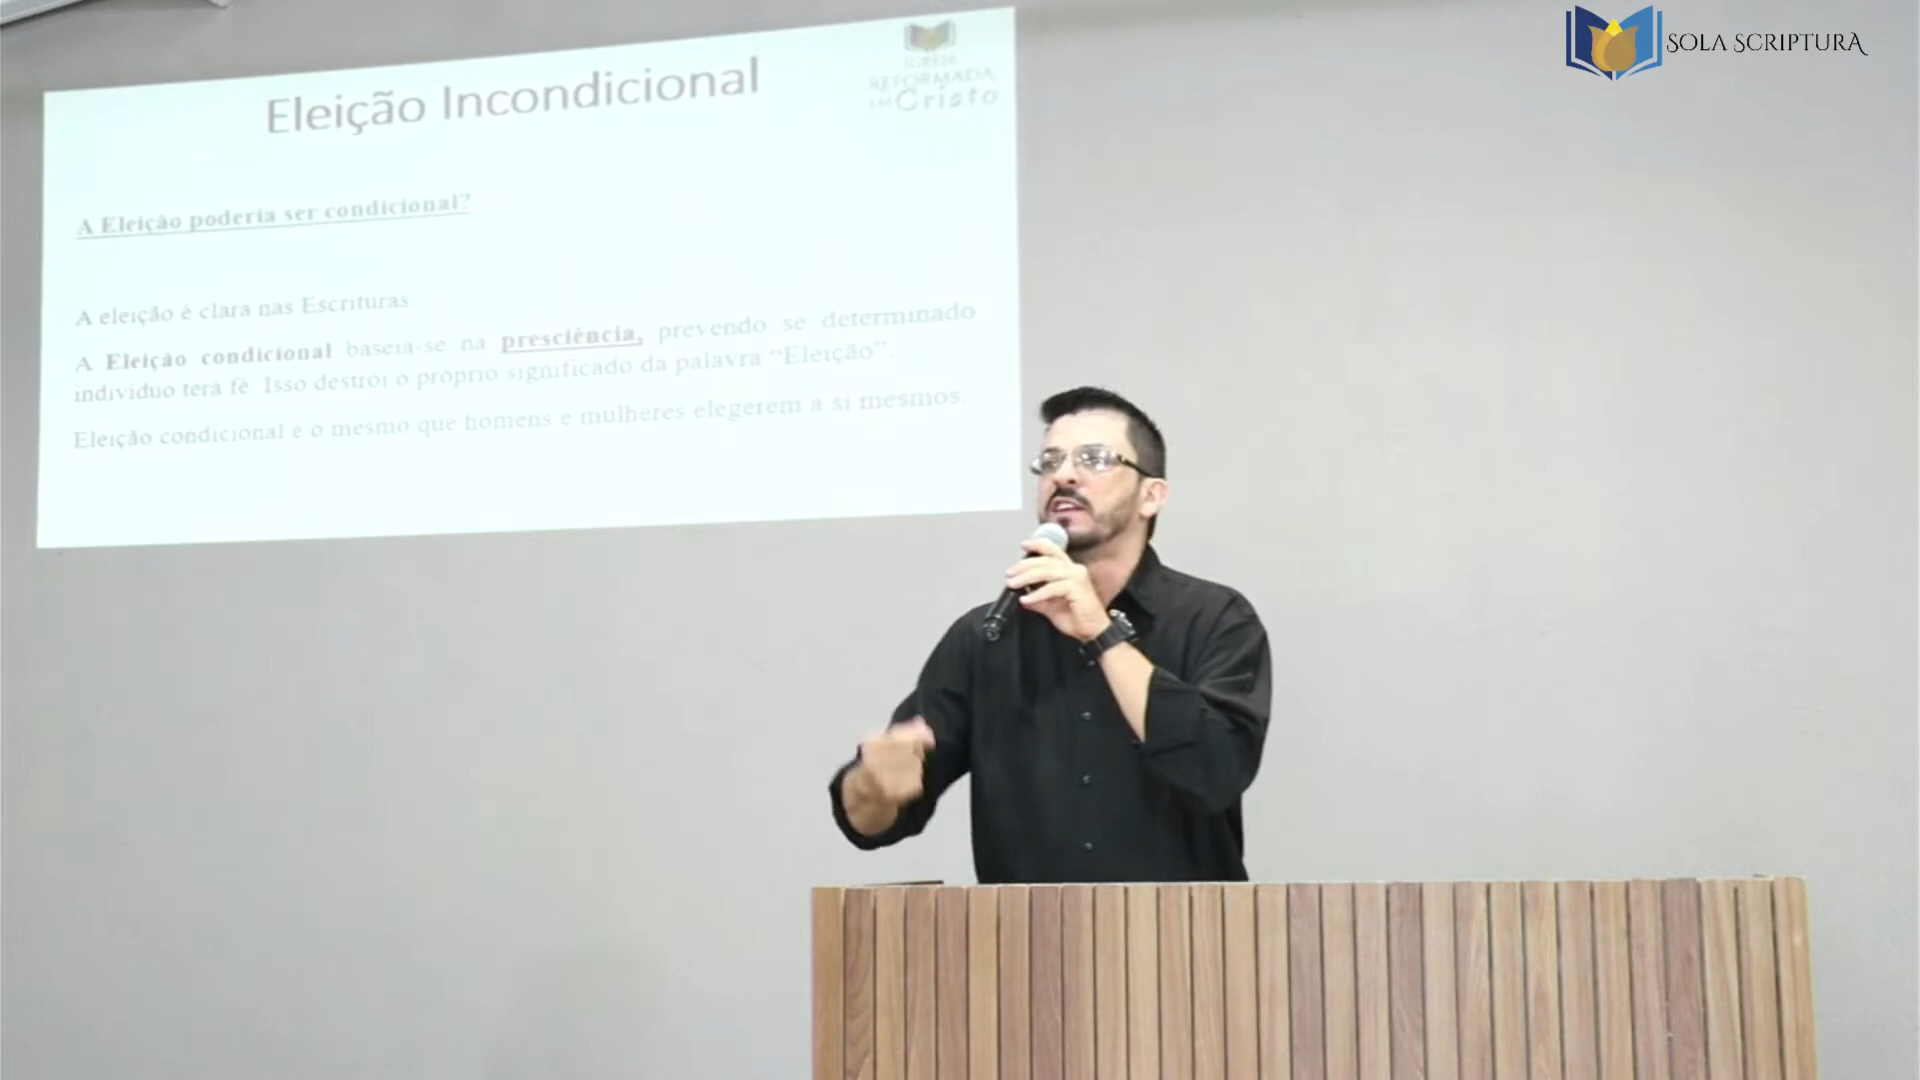 Eleição Incondicional
IGREJA
REFORMADA
EM Cristo
SOLA SCRIPTURA
A Eleição poderia ser condicional?
A eleição é clara nas Escrituras
A Eleição condicional baseia-se na presciência, prevendo se determinado
indivíduo terá fé. Isso destrói o próprio significado da palavra “Eleição”.
Eleição condicional é o mesmo que homens e mulheres elegerem a si mesmos.